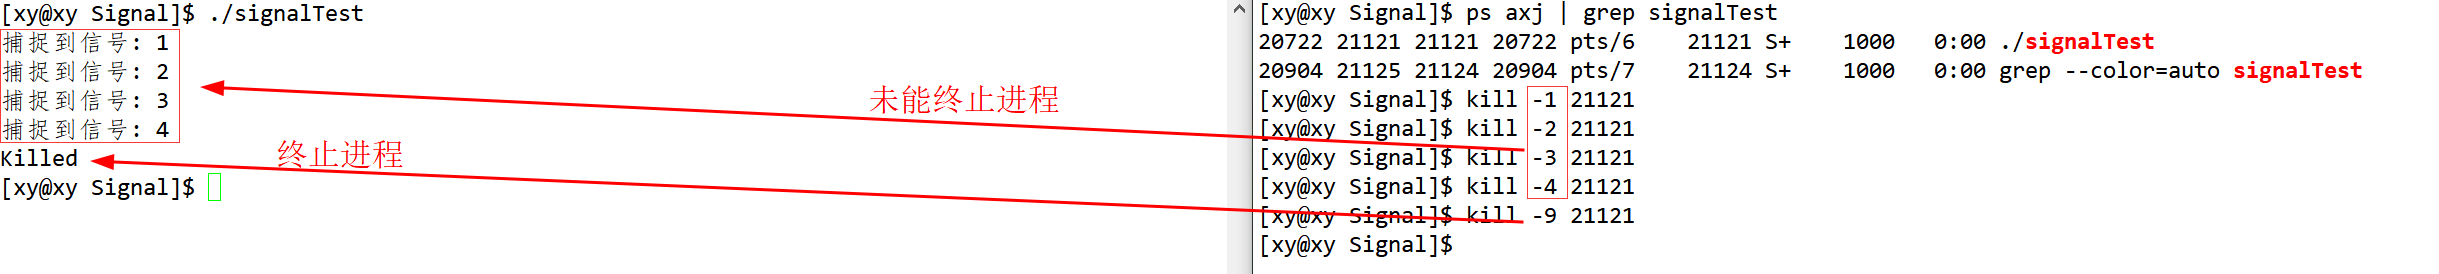 [xy@xy Signal]$ ./signalTest
捕捉到信号: 1
捕捉到信号: 2
捕捉到信号: 3
捕捉到信号: 4
Killed
[xy@xy Signal]$
未能终止进程
终止进程
[xy@xy Signal]$ ps axj | grep signalTest
20722 21121 21121 20722 pts/6    21121 S+    1000   0:00 ./signalTest
20904 21125 21124 20904 pts/7    21124 S+    1000   0:00 grep --color=auto signalTest
[xy@xy Signal]$ kill -1 21121
[xy@xy Signal]$ kill -2 21121
[xy@xy Signal]$ kill -3 21121
[xy@xy Signal]$ kill -4 21121
[xy@xy Signal]$ kill -9 21121
[xy@xy Signal]$